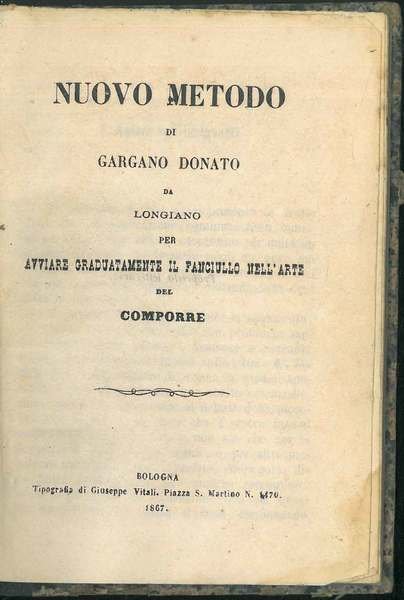 NUOVO METODO
DI
GARGANO DONATO
DA
LONGIANO
PER
AVVIARE GRADUATAMENTE IL FANCIULLO NELL'ARTE
DEL
COMPORRE
BOLOGNA
Tipografia di Giuseppe Vitali. Piazza S. Martino N.
1867.